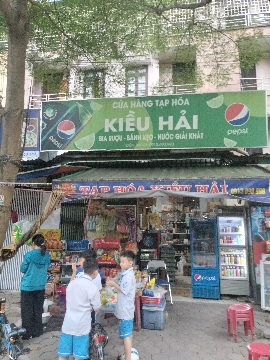 CỬA HÀNG TẠP HÓA
KIỀU HẢI
BIA RƯỢU - BÁNH KẸO - NƯỚC GIẢI KHÁT
pepsi
pepsi
TẠP HÓA KIỀU HẢI
pepsi